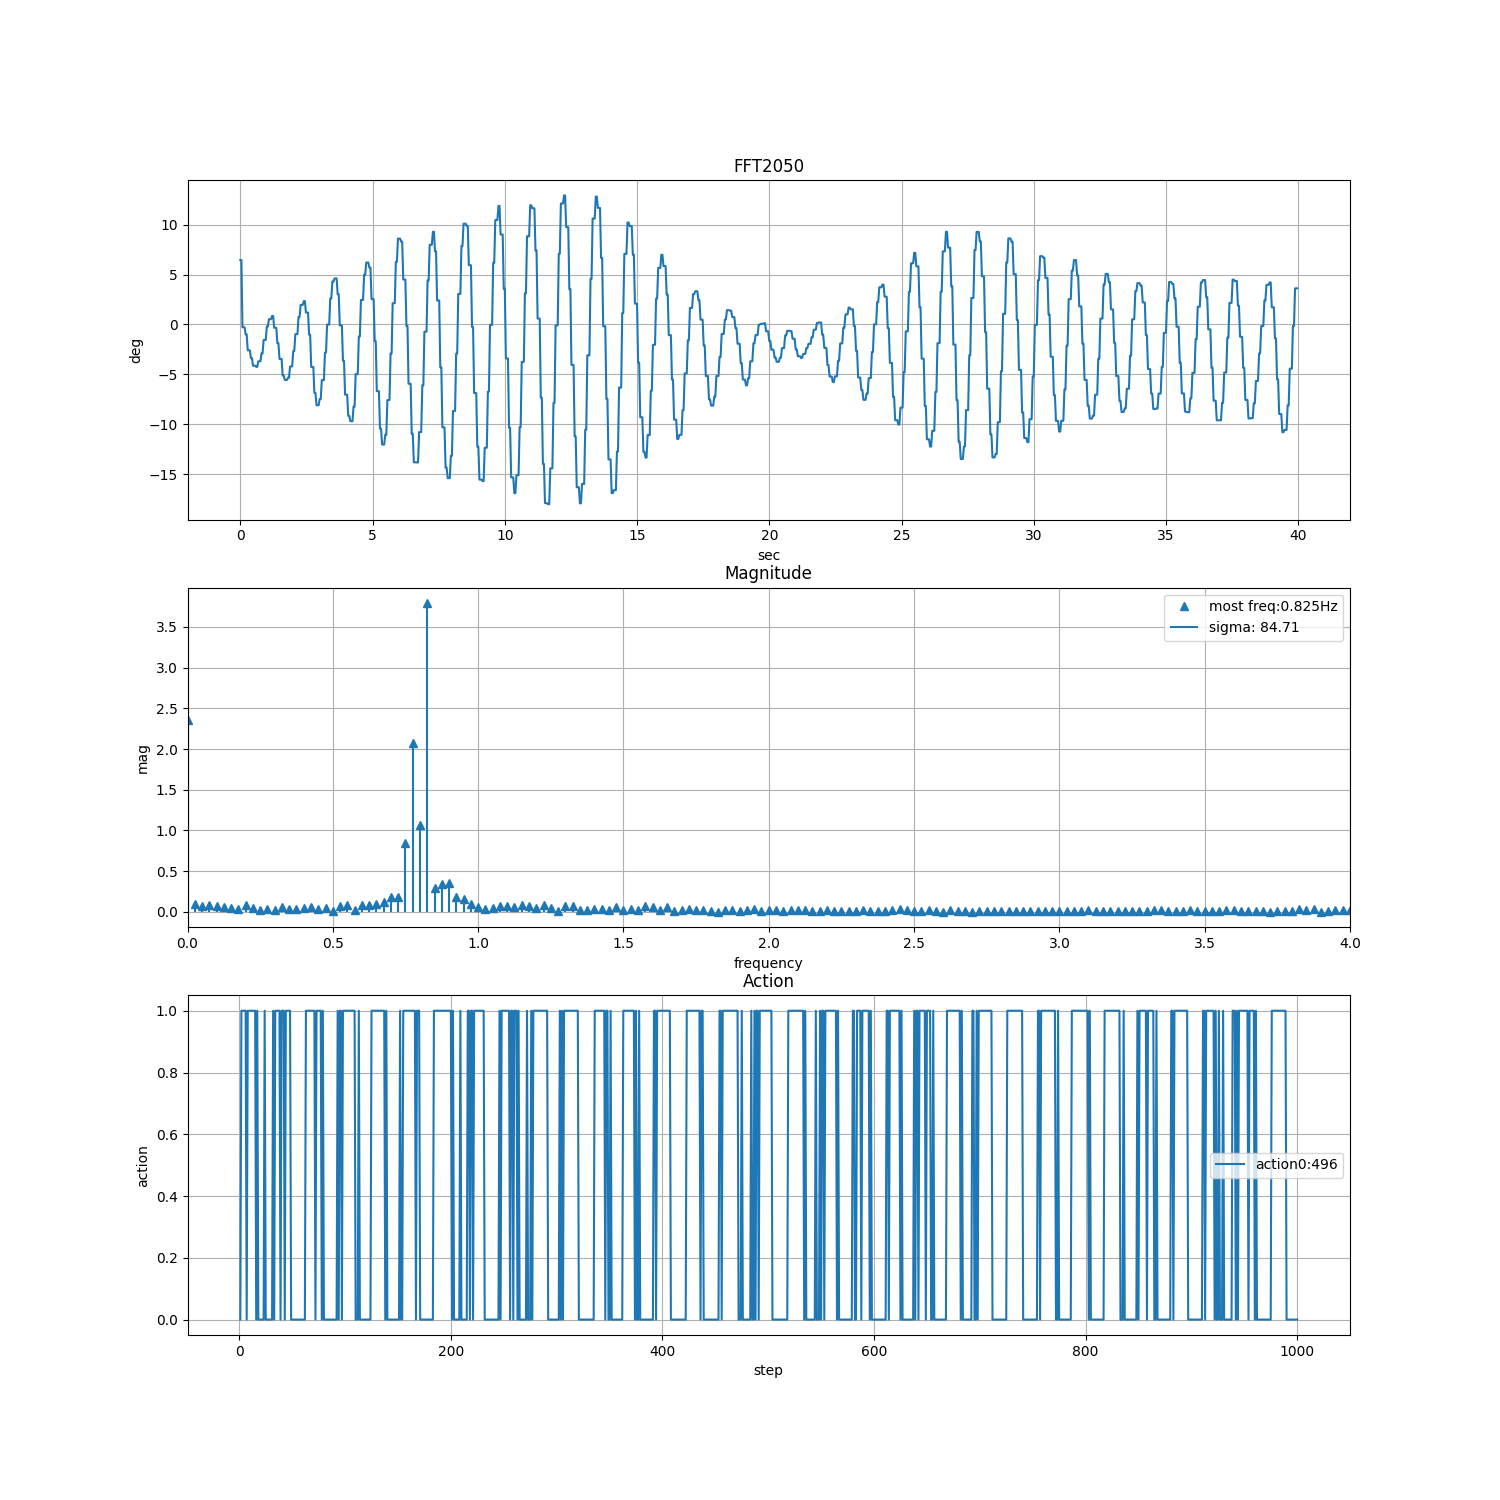 FFT2050
10
5
0
−5
−10
−15
deg
0 5 10 15 20 25 30 35 40
sec
Magnitude
3.5
3.0
2.5
2.0
1.5
1.0
0.5
0.0
mag
most freq:0.825Hz
sigma: 84.71
0.0 0.5 1.0 1.5 2.0 2.5 3.0 3.5 4.0
frequency
Action
1.0
0.8
0.6
0.4
0.2
0.0
action
action0:496
0 200 400 600 800 1000
step